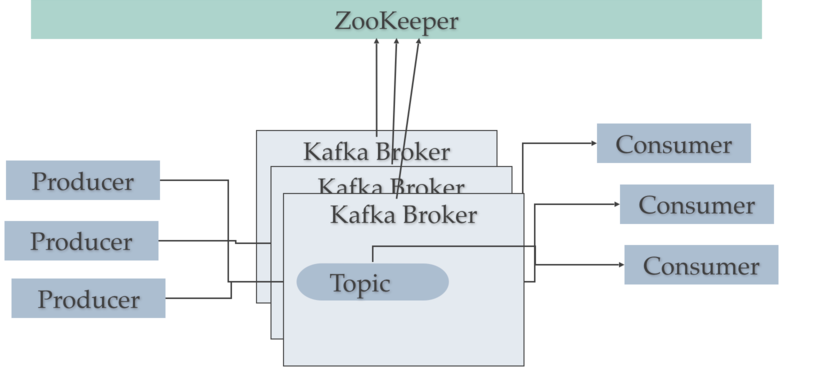 ZooKeeper
Kafka Broker
Kafka Broker
Kafka Broker
Producer
Producer
Producer
Topic
Consumer
Consumer
Consumer